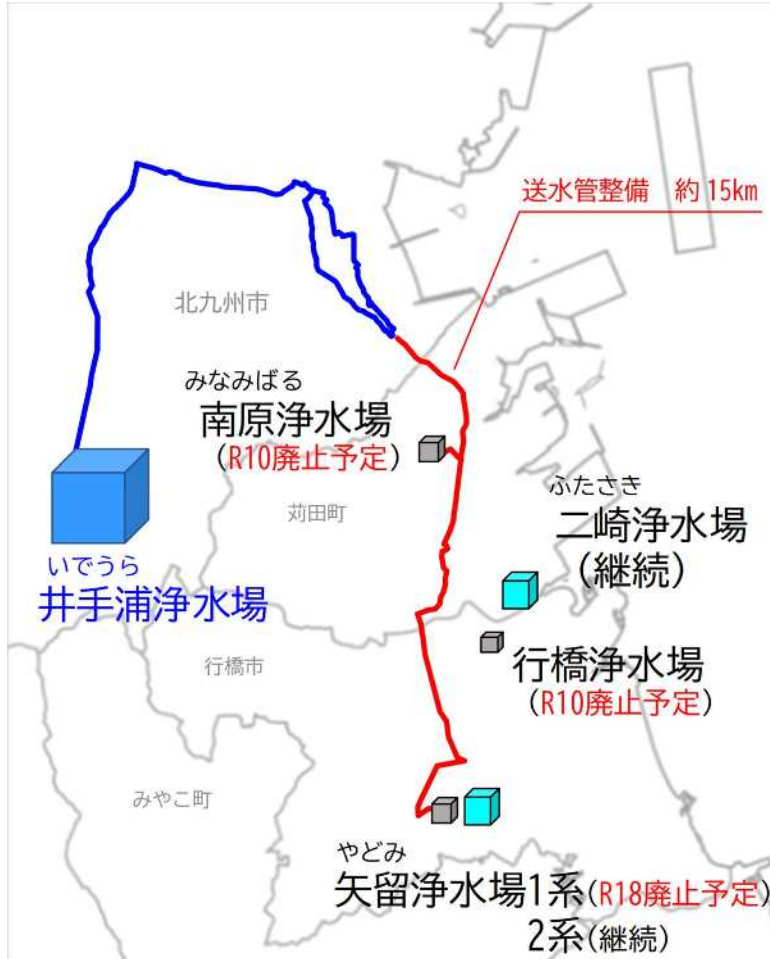 送水管整備　約15km
北九州市
みなみばる
南原浄水場
(R10廃止予定)
ふたさき
苅田町
二崎浄水場
(継続)
いでうら
井手浦浄水場
行橋市
行橋浄水場
(R10廃止予定)
みやこ町
やどみ
矢留浄水場1系(R18廃止予定)
2系(継続)